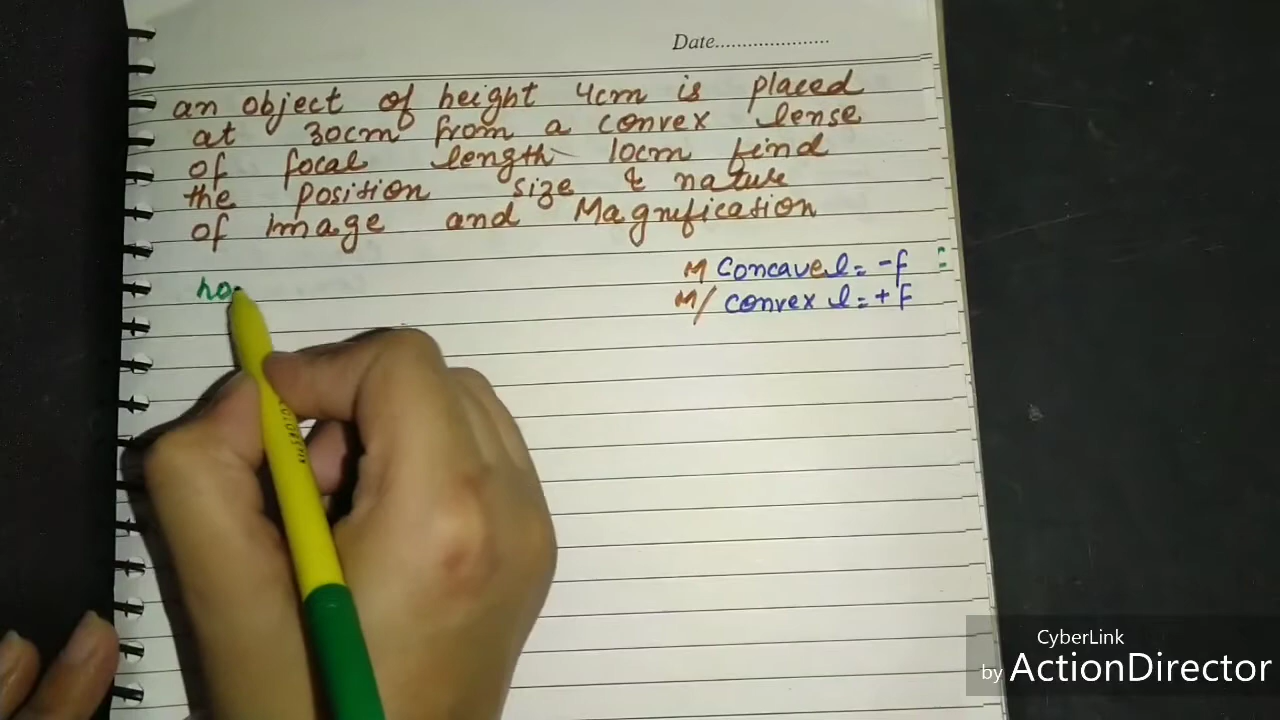 Date.....................
an object of height 4cm is placed
at 30cm from a convex lense
of focal length 10cm find
the position size & nature
of image and Magnification
M concave l = -f :
M/ convex l = + f
ho
CyberLink
by ActionDirector